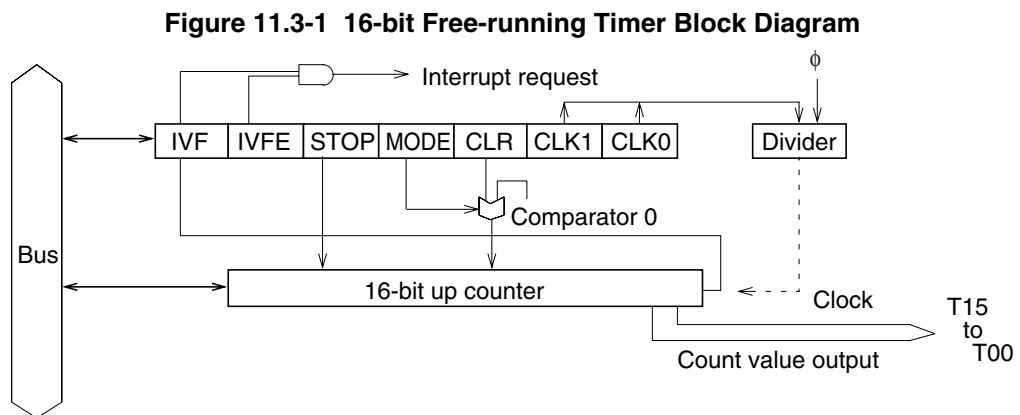 Figure 11.3-1 16-bit Free-running Timer Block Diagram
ϕ
Interrupt request
IVF IVFE STOP MODE CLR CLK1 CLK0 Divider
Comparator 0
Bus
16-bit up counter
Clock
T15
to
T00
Count value output